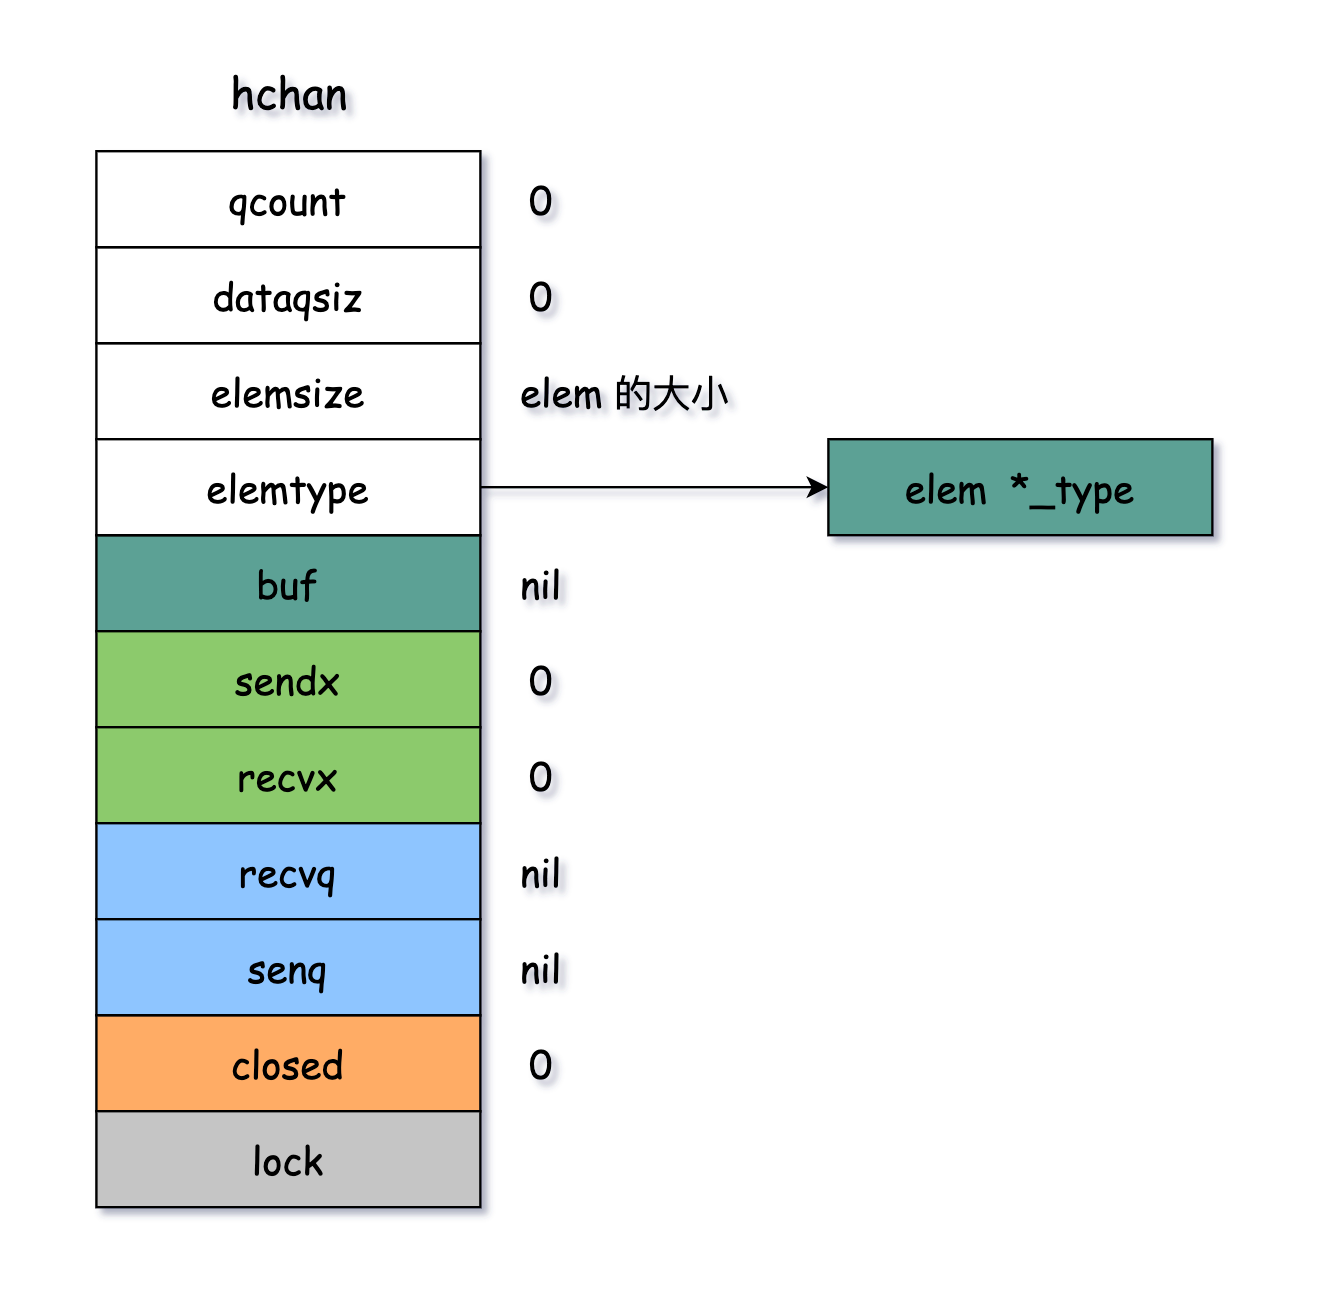 hchan
qcount 0
dataqsiz 0
elemsize elem 的大小
elemtype elem *_type
buf nil
sendx 0
recvx 0
recvq nil
senq nil
closed 0
lock